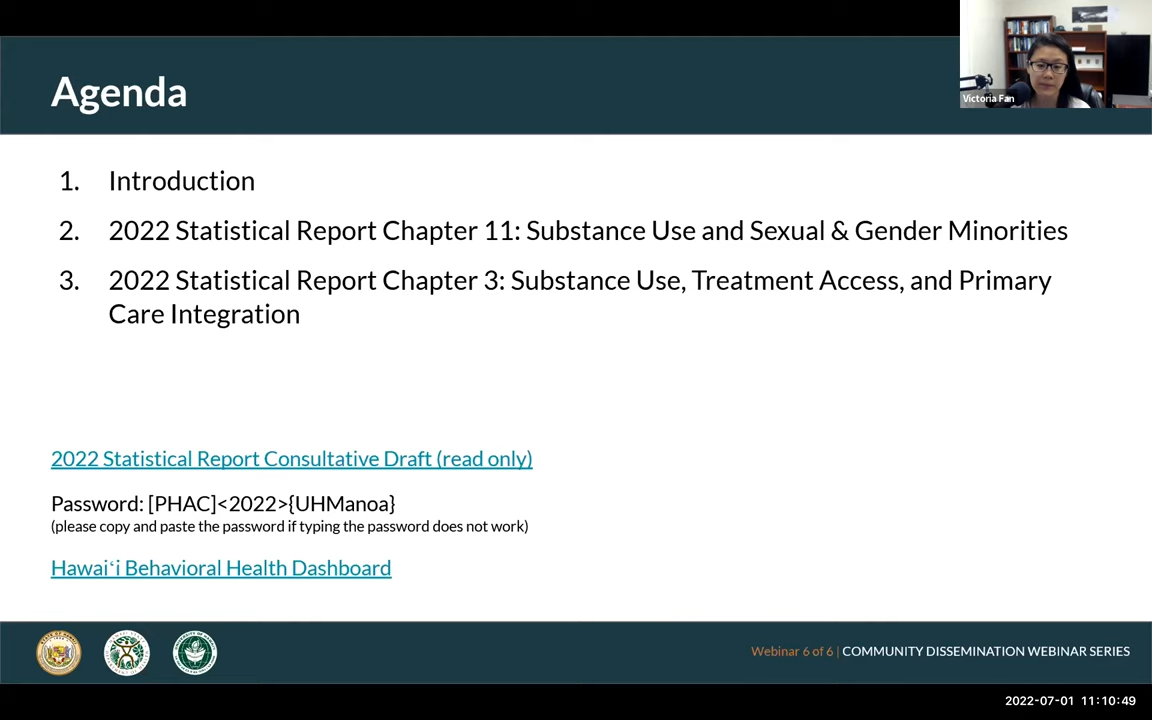 Agenda
Victoria Fan
1. Introduction
2. 2022 Statistical Report Chapter 11: Substance Use and Sexual & Gender Minorities
3. 2022 Statistical Report Chapter 3: Substance Use, Treatment Access, and Primary
Care Integration
2022 Statistical Report Consultative Draft (read only)
Password: [PHAC]<2022>{UHManoa}
(please copy and paste the password if typing the password does not work)
Hawaiʻi Behavioral Health Dashboard
Webinar 6 of 6 | COMMUNITY DISSEMINATION WEBINAR SERIES
2022-07-01 11:10:49